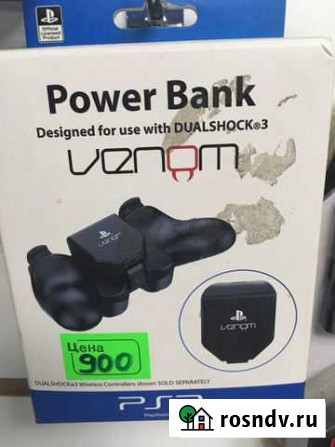 Official
Licensed
Product
Power Bank
Designed for use with DUALSHOCK®3
venom
venom
venom
Цена
900
DUALSHOCK®3 Wireless Controllers shown SOLD SEPARATELY
PS3
rosndv.ru